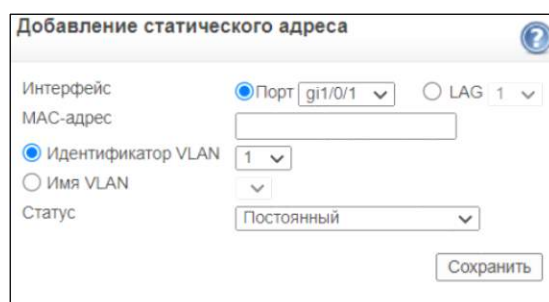 Добавление статического адреса
?
Интерфейс Порт gi1/0/1 LAG 1
MAC-адрес
Идентификатор VLAN 1
Имя VLAN
Статус Постоянный
Сохранить